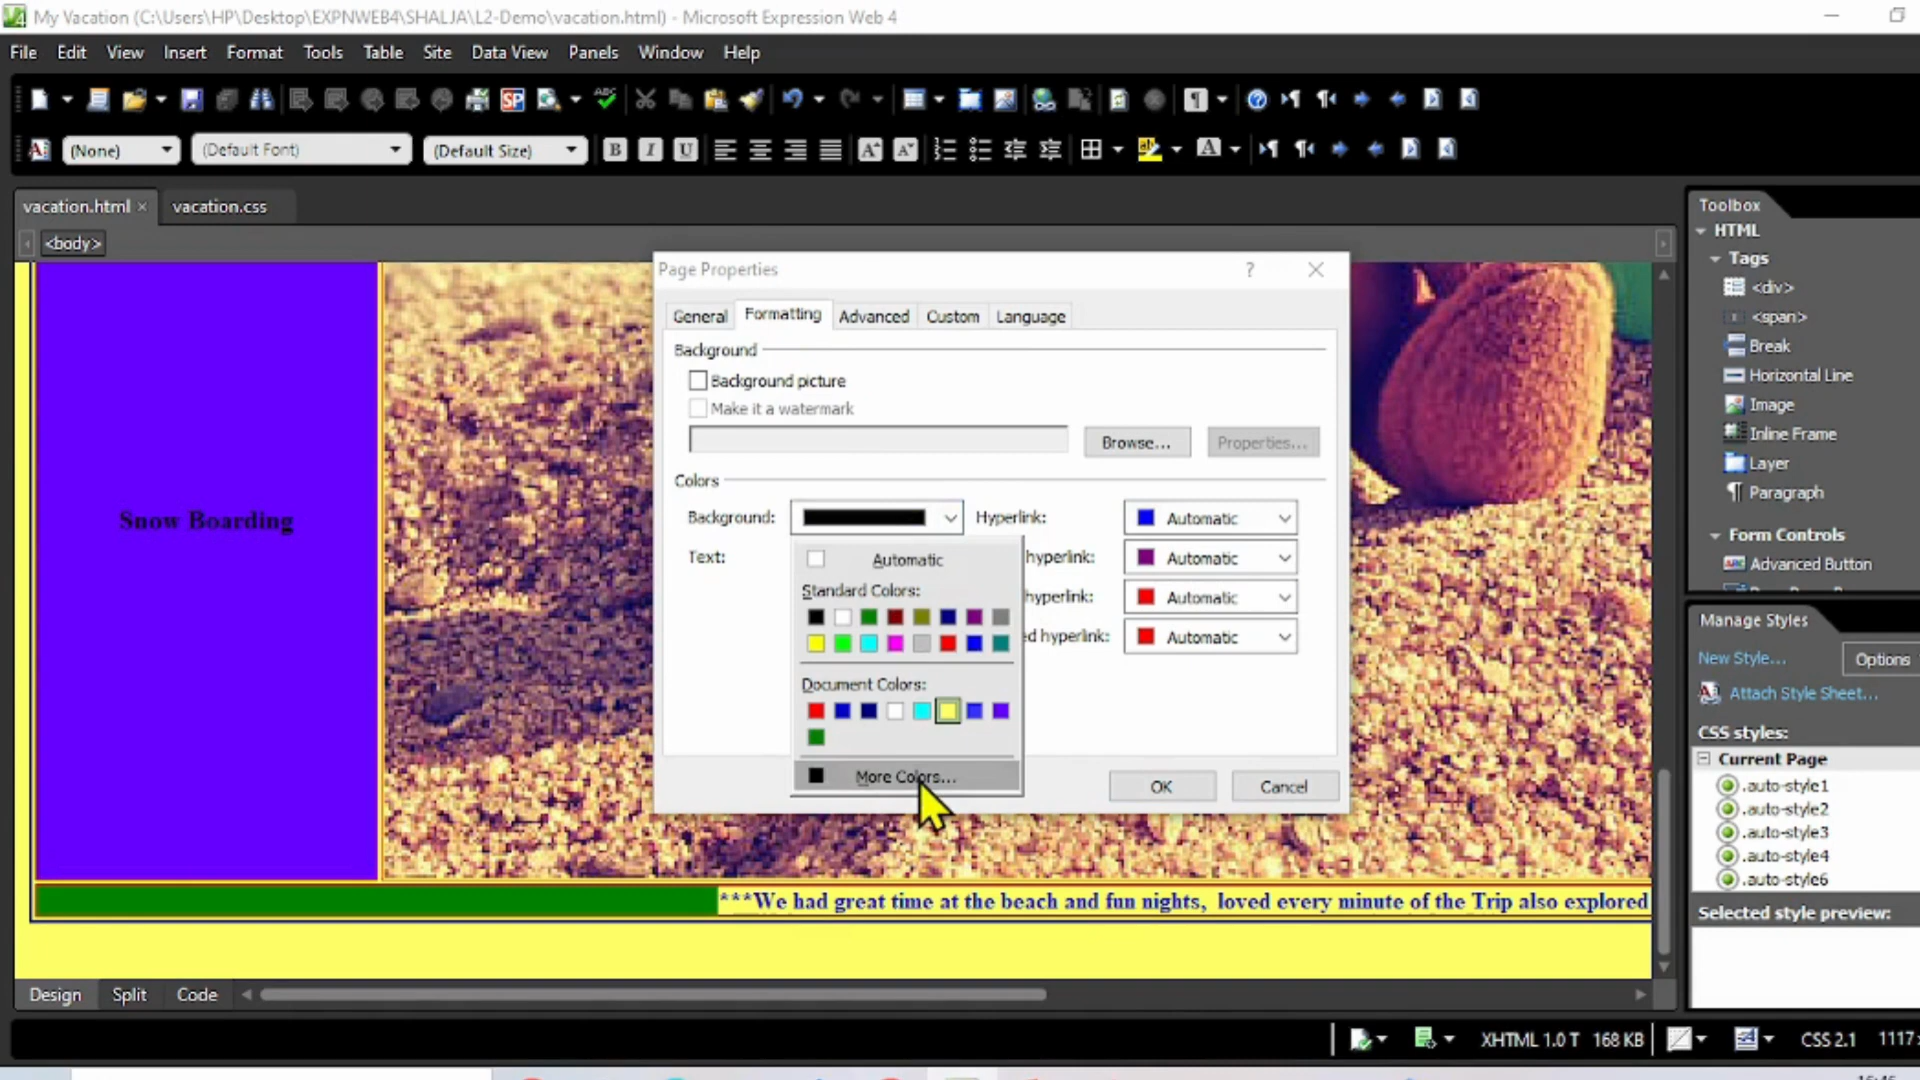 My Vacation (C:\Users\HP\Desktop\EXPNWEB4\SHALJA\L2-Demo\vacation.html) - Microsoft Expression Web 4
File Edit View Insert Format Tools Table Site Data View Panels Window Help
(None) (Default Font) (Default Size)
vacation.html vacation.css
<body>
Toolbox
HTML
Tags
<div>
<span>
Break
Horizontal Line
Image
Inline Frame
Layer
Paragraph
Form Controls
Advanced Button
Page Properties
General Formatting Advanced Custom Language
Background
Background picture
Make it a watermark
Browse... Properties...
Colors
Background: Hyperlink: Automatic
Text: hyperlink: Automatic
hyperlink: Automatic
ed hyperlink: Automatic
Automatic
Standard Colors:
Document Colors:
More Colors...
OK Cancel
Snow Boarding
***We had great time at the beach and fun nights, loved every minute of the Trip also explored
Manage Styles
New Style... Options
Attach Style Sheet...
CSS styles:
Current Page
.auto-style1
.auto-style2
.auto-style3
.auto-style4
.auto-style6
Selected style preview:
Design Split Code
XHTML 1.0 T 168 KB CSS 2.1 1117